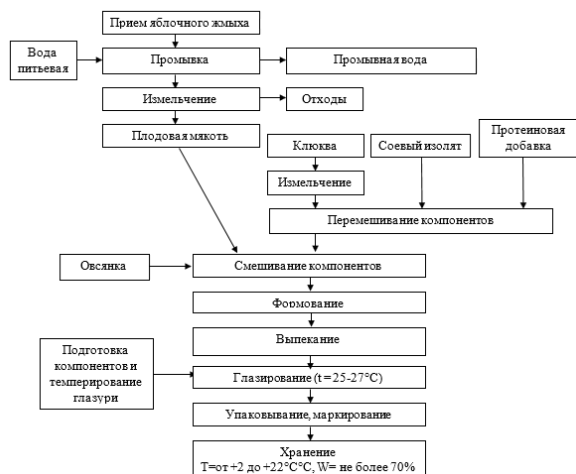 Прием яблочного жмыха
Вода
питьевая
Промывка
Промывная вода
Измельчение
Отходы
Плодовая мякоть
Клюква
Соевый изолят
Протеиновая
добавка
Измельчение
Перемешивание компонентов
Овсянка
Смешивание компонентов
Формование
Выпекание
Подготовка
компонентов и
темперирование
глазури
Глазирование (t = 25-27°С)
Упаковывание, маркирование
Хранение
Т=от +2 до +22°С°С, W= не более 70%